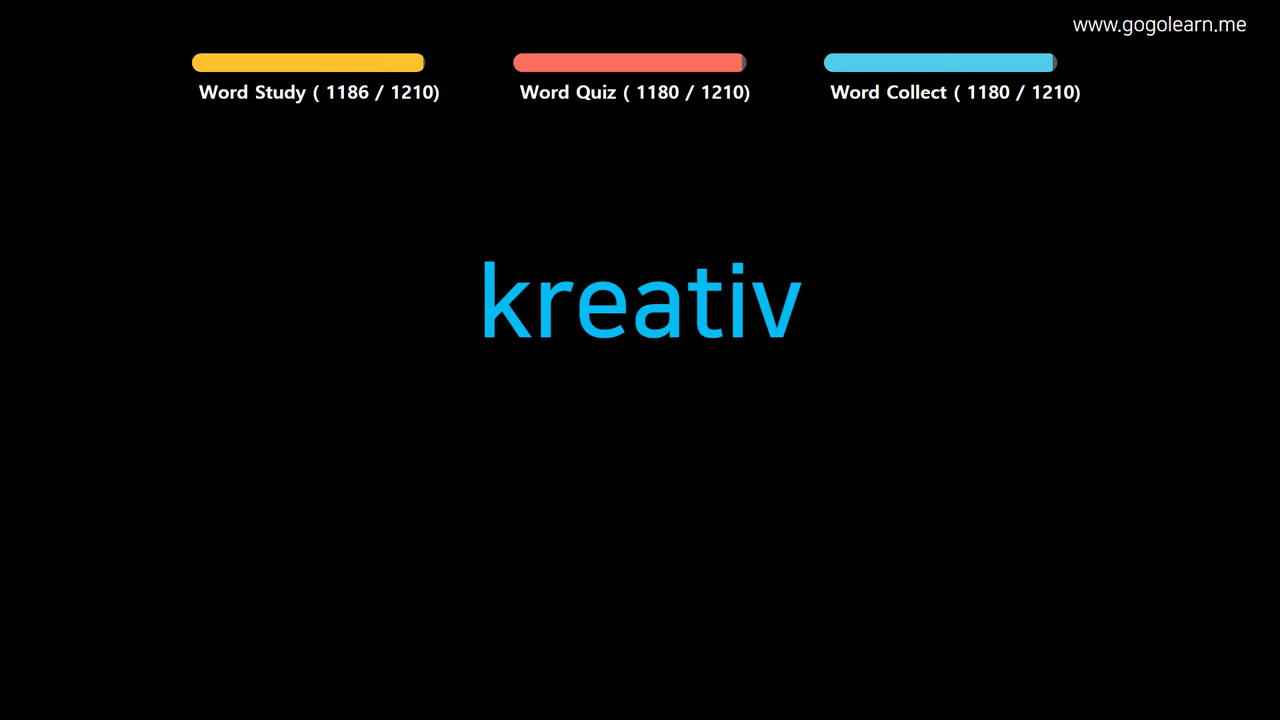 www.gogolearn.me
Word Study ( 1186 / 1210)
Word Quiz ( 1180 / 1210)
Word Collect ( 1180 / 1210)
kreativ